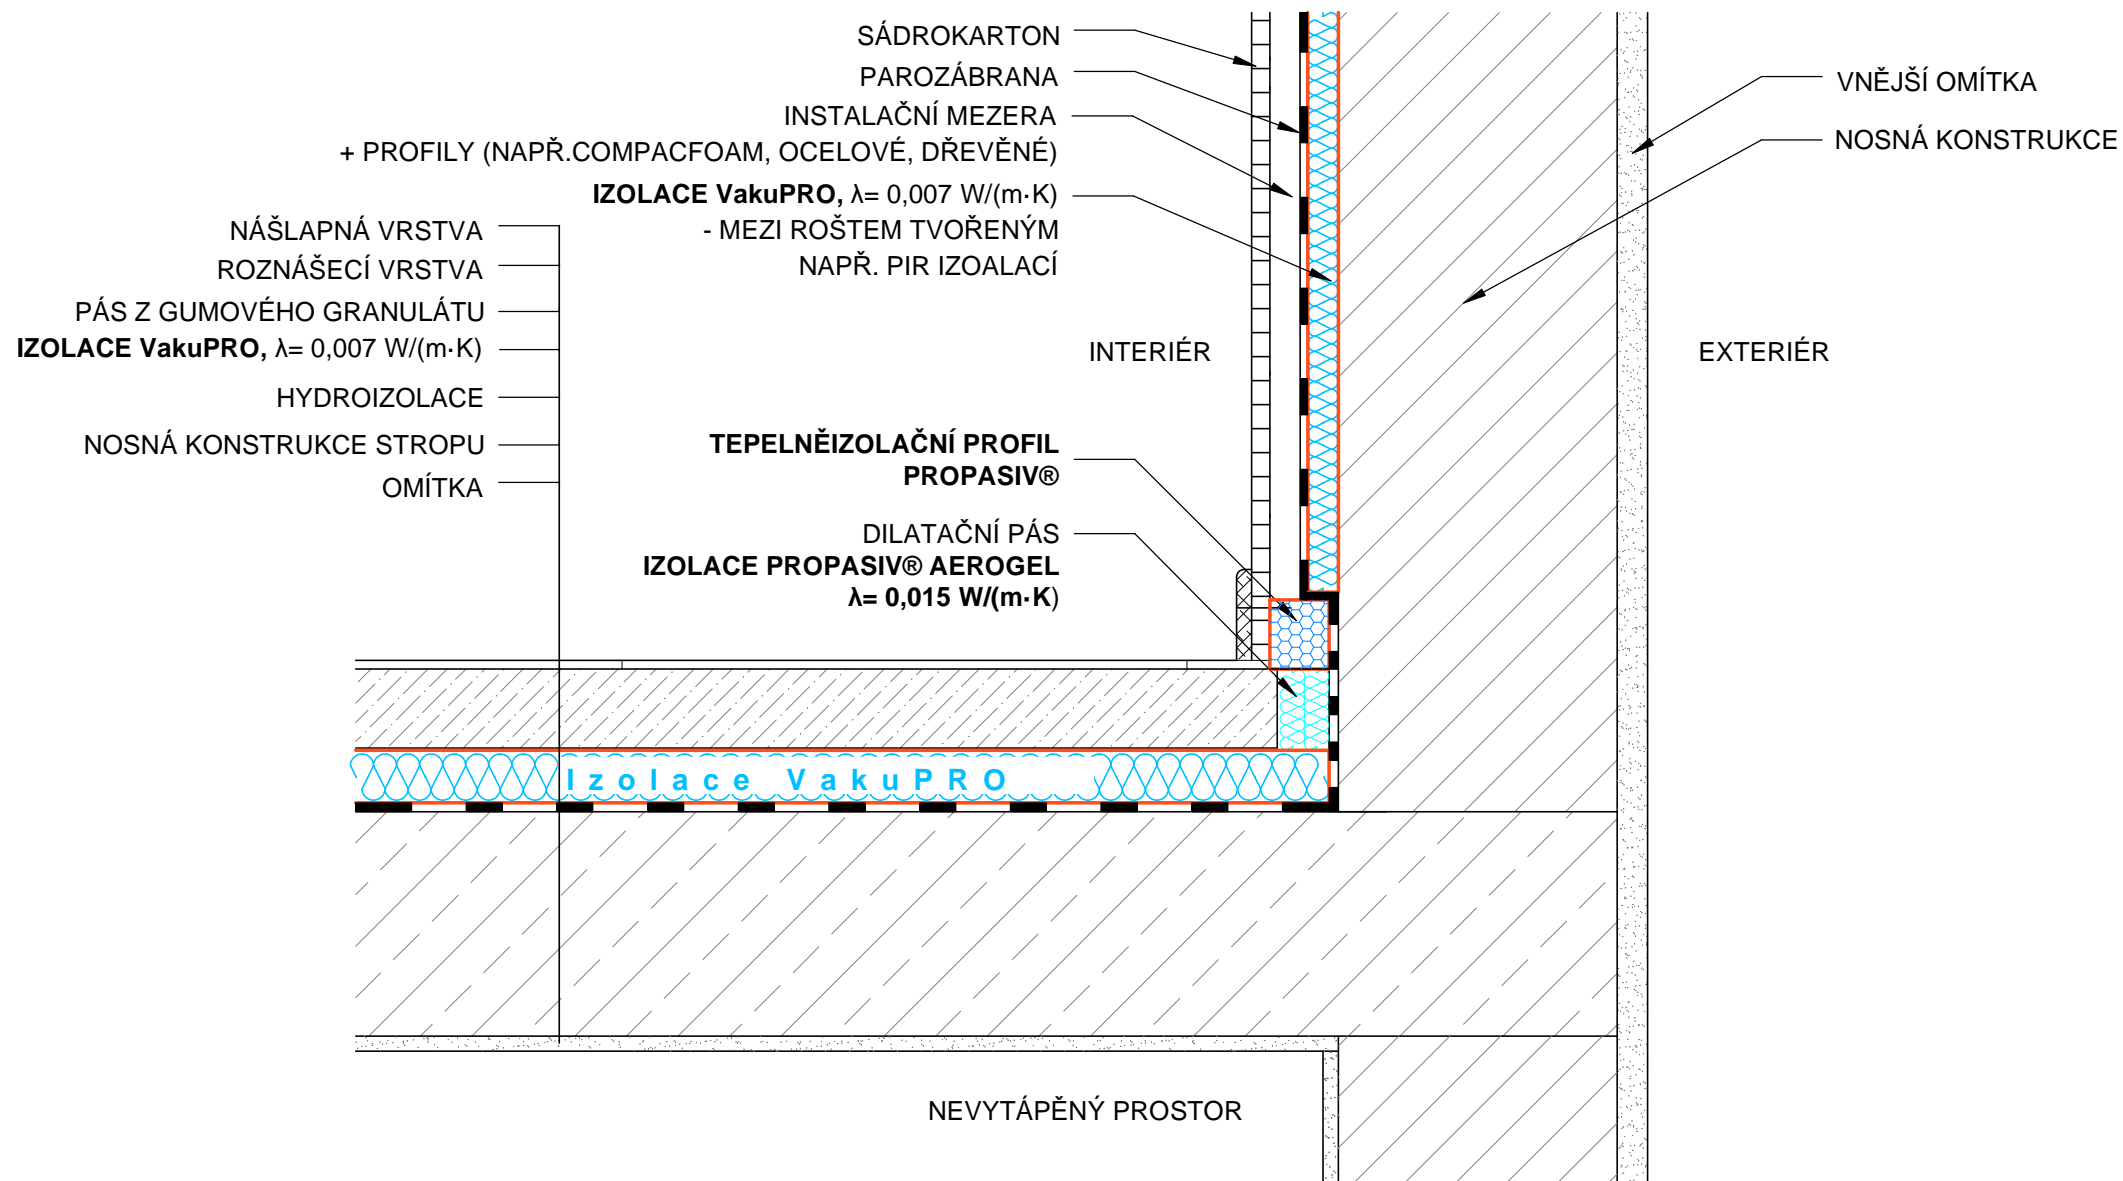 SÁDROKARTON
PAROZÁBRANA
INSTALAČNÍ MEZERA
+ PROFILY (NAPŘ.COMPACFOAM, OCELOVÉ, DŘEVĚNÉ)
IZOLACE VakuPRO, λ= 0,007 W/(m·K)
- MEZI ROŠTEM TVOŘENÝM
NAPŘ. PIR IZOALACÍ
VNĚJŠÍ OMÍTKA
NOSNÁ KONSTRUKCE
NÁŠLAPNÁ VRSTVA
ROZNÁŠECÍ VRSTVA
PÁS Z GUMOVÉHO GRANULÁTU
IZOLACE VakuPRO, λ= 0,007 W/(m·K)
HYDROIZOLACE
NOSNÁ KONSTRUKCE STROPU
OMÍTKA
INTERIÉR
EXTERIÉR
TEPELNĚIZOLAČNÍ PROFIL
PROPASIV®
DILATAČNÍ PÁS
IZOLACE PROPASIV® AEROGEL
λ= 0,015 W/(m·K)
Izolace VakuPRO
NEVYTÁPĚNÝ PROSTOR